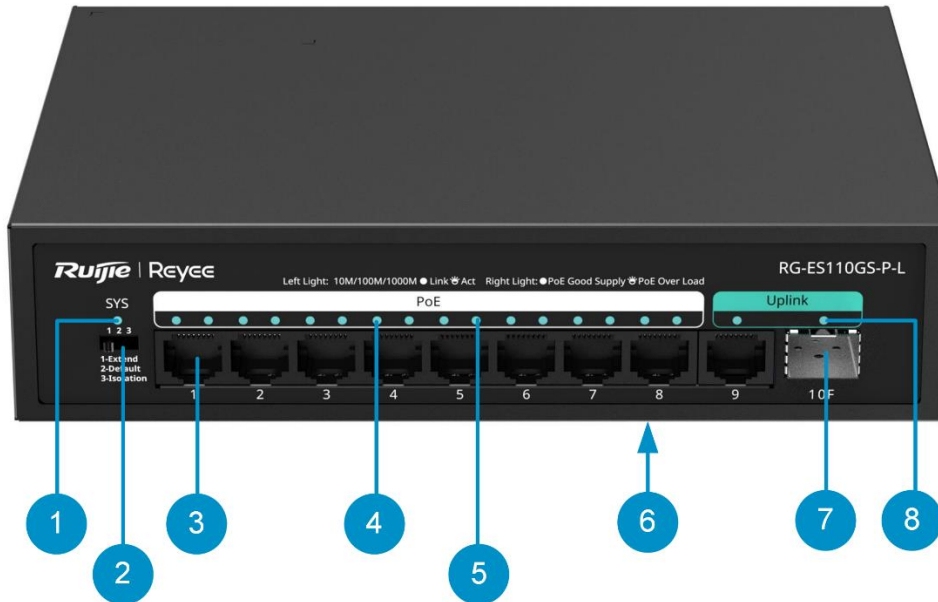 Ruijie | Reyee
RG-ES110GS-P-L
Left Light: 10M/100M/1000M ● Link ☀ Act Right Light: ● PoE Good Supply ☀ PoE Over Load
SYS
PoE
Uplink
1 2 3
1-Extend
2-Default
3-Isolation
1 2 3 4 5 6 7 8 9 10F
1 2 3 4 5 6 7 8